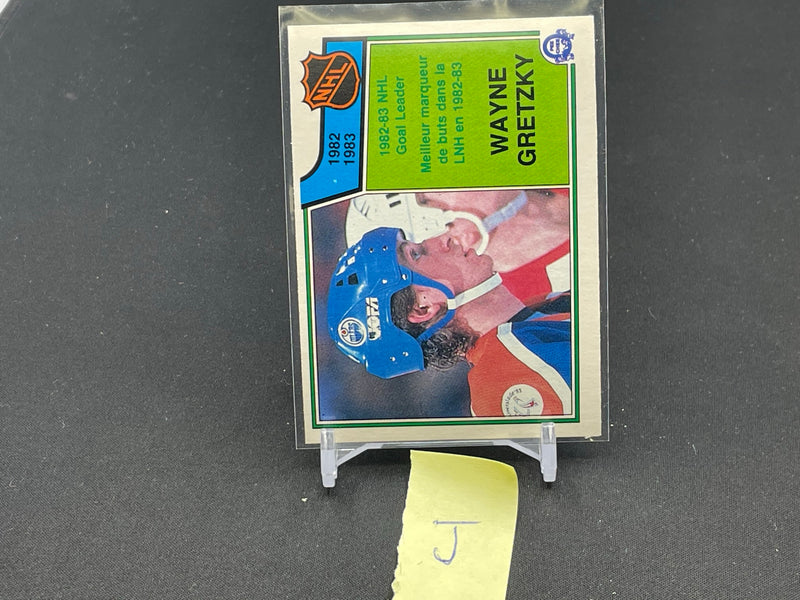 NHL
1982
1983
1982-83 NHL
Goal Leader
Meilleur marqueur
de buts dans la
LNH en 1982-83
WAYNE
GRETZKY
JOFA
4